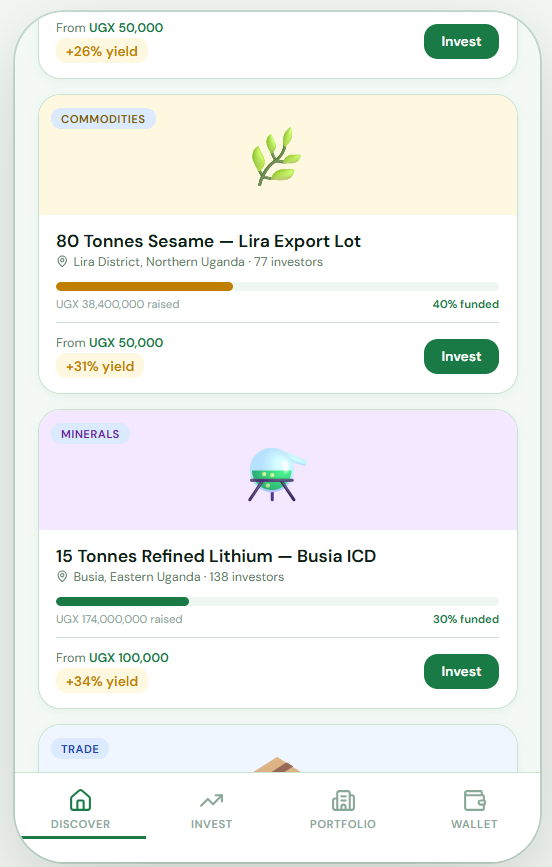 From UGX 50,000
+26% yield
Invest
COMMODITIES
80 Tonnes Sesame — Lira Export Lot
Lira District, Northern Uganda · 77 investors
UGX 38,400,000 raised
40% funded
From UGX 50,000
+31% yield
Invest
MINERALS
15 Tonnes Refined Lithium — Busia ICD
Busia, Eastern Uganda · 138 investors
UGX 174,000,000 raised
30% funded
From UGX 100,000
+34% yield
Invest
TRADE
DISCOVER
INVEST
PORTFOLIO
WALLET